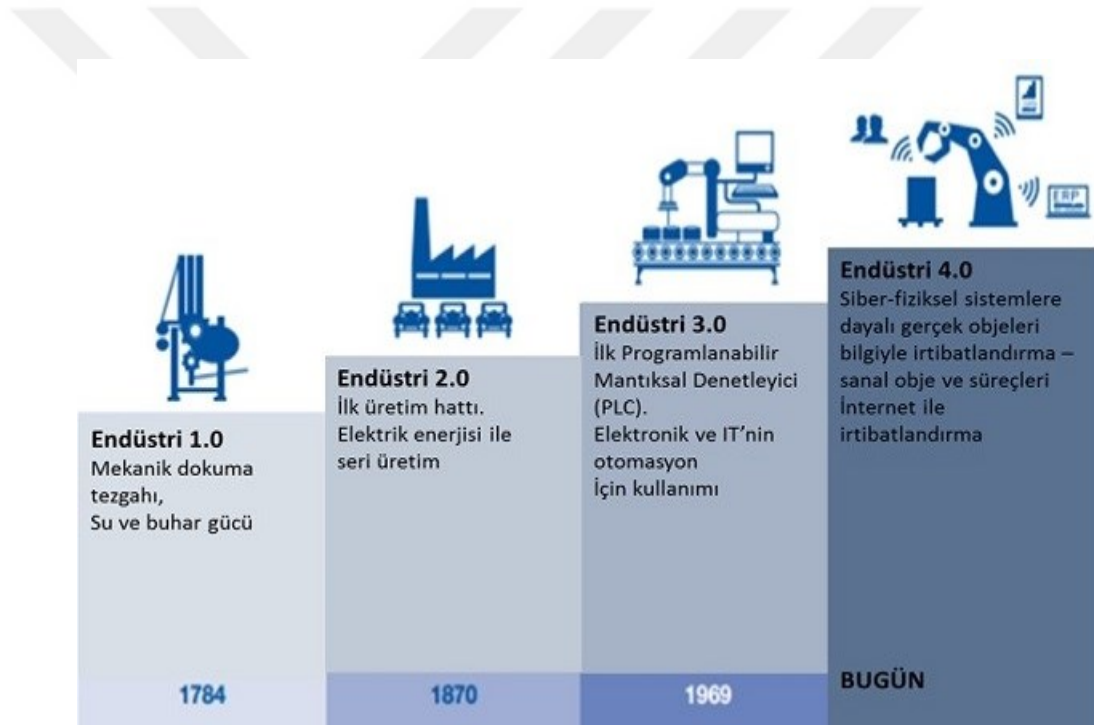 Endüstri 1.0
Mekanik dokuma
tezgahı,
Su ve buhar gücü
1784
Endüstri 2.0
İlk üretim hattı.
Elektrik enerjisi ile
seri üretim
1870
Endüstri 3.0
İlk Programlanabilir
Mantıksal Denetleyici
(PLC).
Elektronik ve IT’nin
otomasyon
İçin kullanımı
1969
ERP
Endüstri 4.0
Siber-fiziksel sistemlere
dayalı gerçek objeleri
bilgiyle irtibatlandırma –
sanal obje ve süreçleri
İnternet ile
irtibatlandırma
BUGÜN